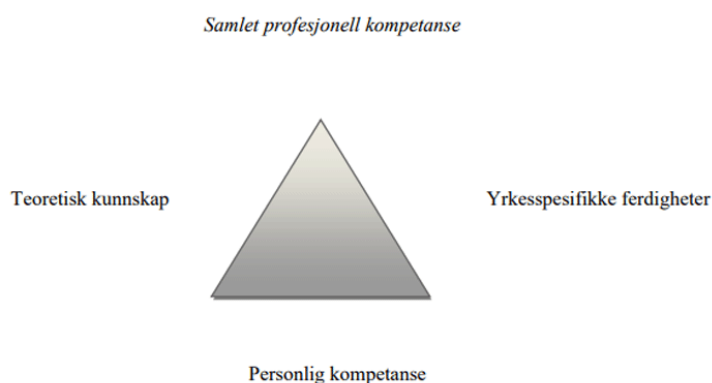 Samlet profesjonell kompetanse
Teoretisk kunnskap
Yrkesspesifikke ferdigheter
Personlig kompetanse